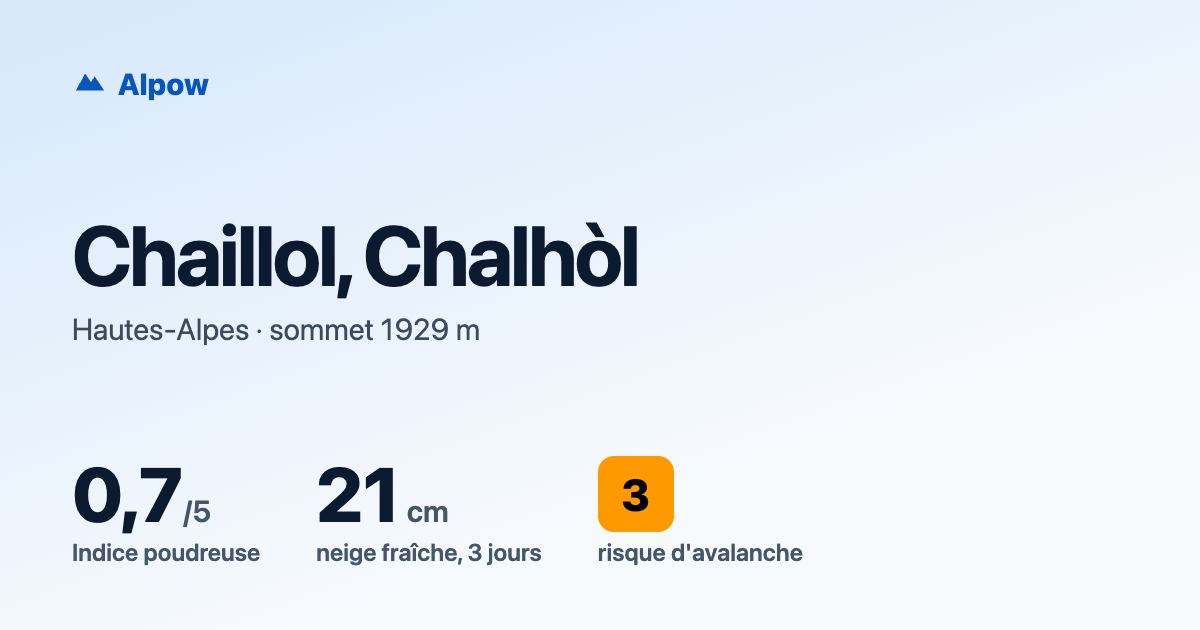 Alpow
Chaillol, Chalhòl
Hautes-Alpes · sommet 1929 m
0,7/5
Indice poudreuse
21 cm
neige fraîche, 3 jours
3
risque d'avalanche